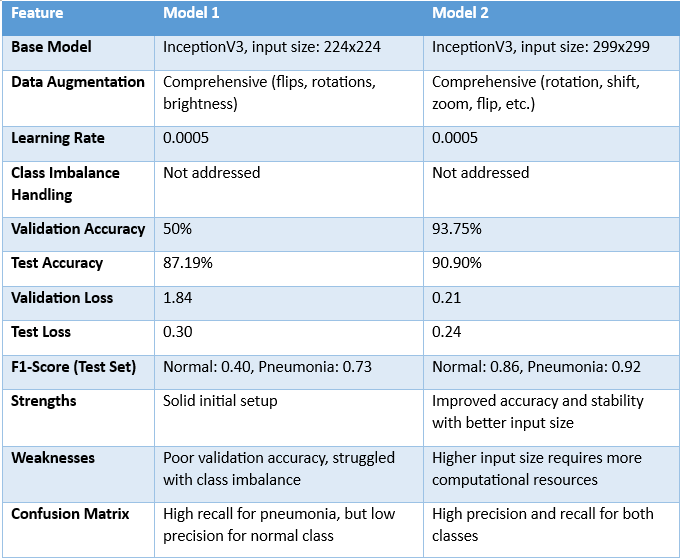 Feature Model 1 Model 2
Base Model InceptionV3, input size: 224x224 InceptionV3, input size: 299x299
Data Augmentation Comprehensive (flips, rotations, Comprehensive (rotation, shift,
brightness) zoom, flip, etc.)
Learning Rate 0.0005 0.0005
Class Imbalance Not addressed Not addressed
Handling
Validation Accuracy 50% 93.75%
Test Accuracy 87.19% 90.90%
Validation Loss 1.84 0.21
Test Loss 0.30 0.24
F1-Score (Test Set) Normal: 0.40, Pneumonia: 0.73 Normal: 0.86, Pneumonia: 0.92
Strengths Solid initial setup Improved accuracy and stability
with better input size
Weaknesses Poor validation accuracy, struggled Higher input size requires more
with class imbalance computational resources
Confusion Matrix High recall for pneumonia, but low High precision and recall for both
precision for normal class classes